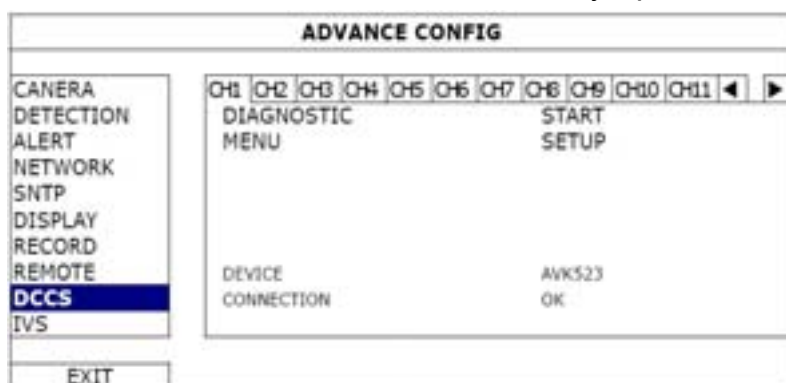 ADVANCE CONFIG
CANERA
DETECTION
ALERT
NETWORK
SNTP
DISPLAY
RECORD
REMOTE
DCCS
IVS
EXIT
CH1 CH2 CH3 CH4 CH5 CH6 CH7 CH8 CH9 CH10 CH11 ◀ ▶
DIAGNOSTIC START
MENU SETUP
DEVICE AVK523
CONNECTION OK